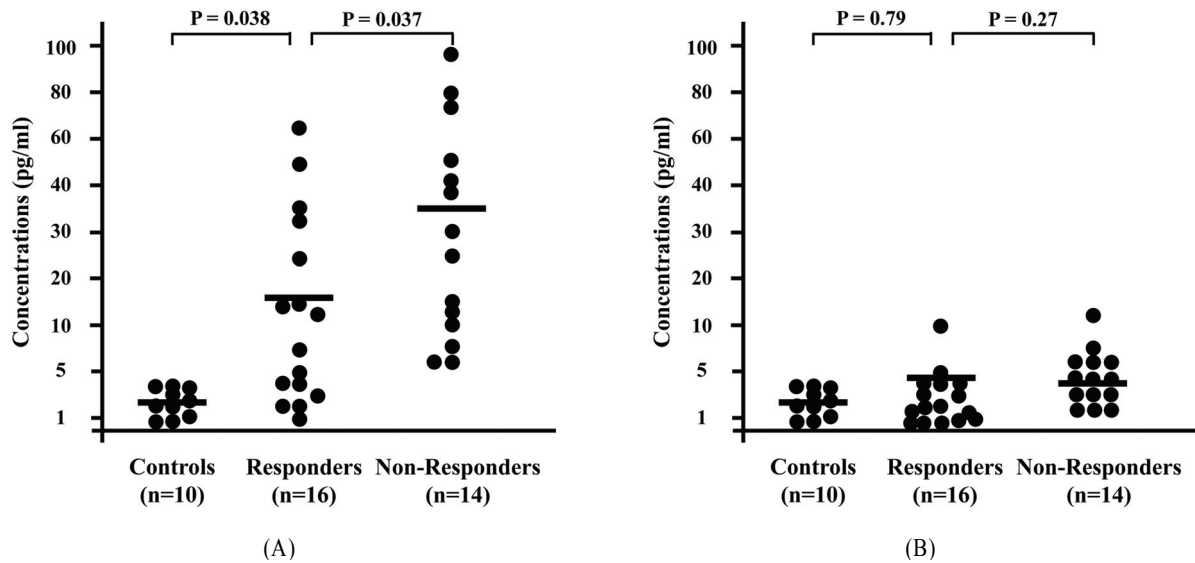 P = 0.038
P = 0.037
Concentrations (pg/ml)
100
80
60
40
30
20
10
5
1
Controls
(n=10)
Responders
(n=16)
Non-Responders
(n=14)
(A)
P = 0.79
P = 0.27
Concentrations (pg/ml)
100
80
60
40
30
20
10
5
1
Controls
(n=10)
Responders
(n=16)
Non-Responders
(n=14)
(B)